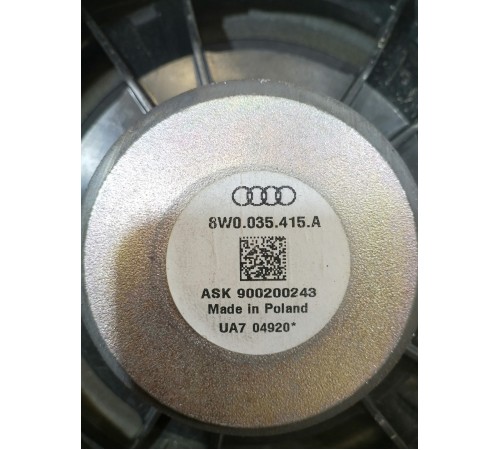 8W0.035.415.A
ASK 900200243
Made in Poland
UA7 04920*